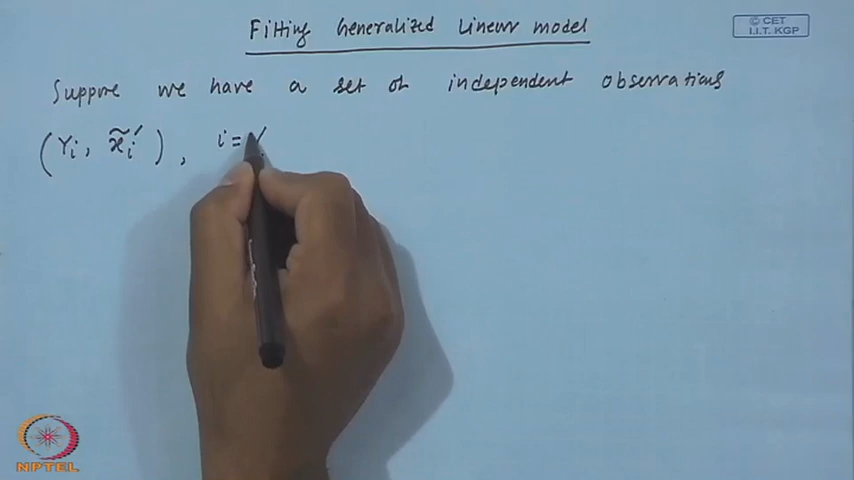 Fitting Generalized Linear model
© CET
I.I.T. KGP
Suppose we have a set of independent observations
(Yi, x̃i′), i =
NPTEL